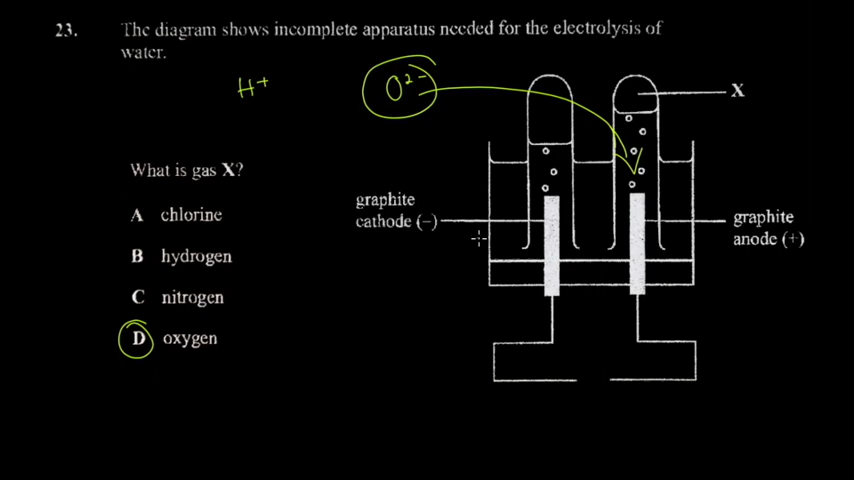 23. The diagram shows incomplete apparatus needed for the electrolysis of
water.
H+
O2-
X
What is gas X?
graphite
cathode (−)
graphite
anode (+)
A chlorine
B hydrogen
C nitrogen
D oxygen